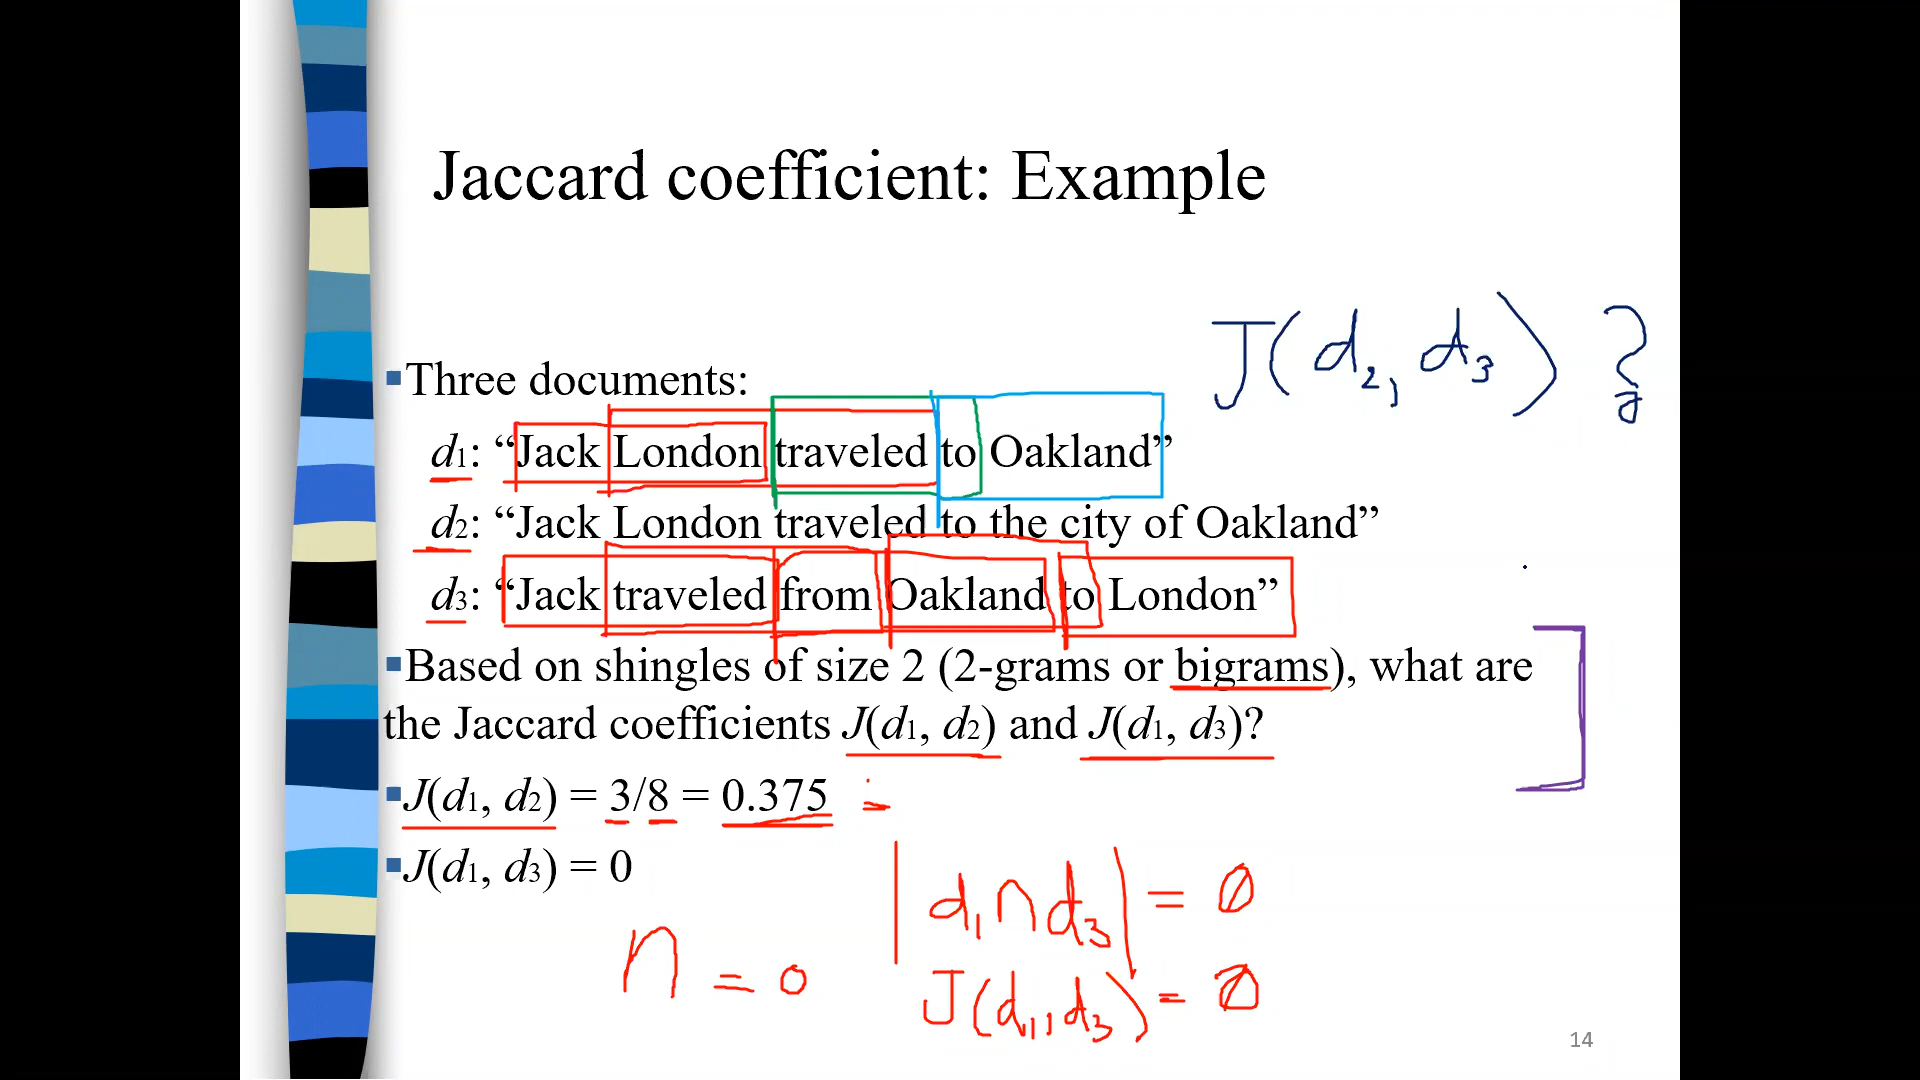 Jaccard coefficient: Example
J(d2, d3) ?
▪Three documents:
d1: “Jack London traveled to Oakland”
d2: “Jack London traveled to the city of Oakland”
d3: “Jack traveled from Oakland to London”
▪Based on shingles of size 2 (2-grams or bigrams), what are
the Jaccard coefficients J(d1, d2) and J(d1, d3)?
▪J(d1, d2) = 3/8 = 0.375 =
▪J(d1, d3) = 0
|d1 ∩ d3| = 0
∩ = 0
J(d1, d3) = 0
14